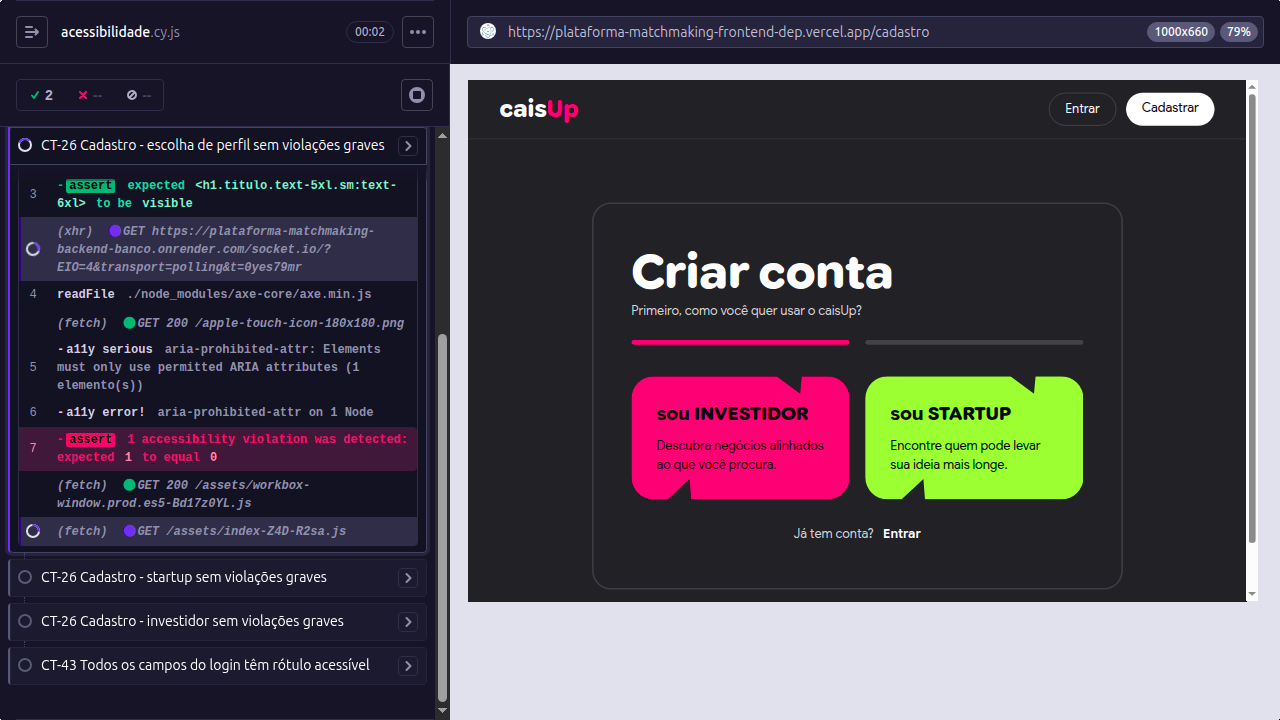 acessibilidade.cy.js
00:02
https://plataforma-matchmaking-frontend-dep.vercel.app/cadastro
1000x660
79%
2
--
--
CT-26 Cadastro - escolha de perfil sem violações graves
3
-assert expected <h1.titulo.text-5xl.sm:text-
6xl> to be visible
(xhr) GET https://plataforma-matchmaking-
backend-banco.onrender.com/socket.io/?
EIO=4&transport=polling&t=0yes79mr
4
readFile ./node_modules/axe-core/axe.min.js
(fetch) GET 200 /apple-touch-icon-180x180.png
5
-a11y serious aria-prohibited-attr: Elements
must only use permitted ARIA attributes (1
elemento(s))
6
-a11y error! aria-prohibited-attr on 1 Node
7
-assert 1 accessibility violation was detected:
expected 1 to equal 0
(fetch) GET 200 /assets/workbox-
window.prod.es5-Bd17z0YL.js
(fetch) GET /assets/index-Z4D-R2sa.js
CT-26 Cadastro - startup sem violações graves
CT-26 Cadastro - investidor sem violações graves
CT-43 Todos os campos do login têm rótulo acessível
caisUp
Entrar
Cadastrar
Criar conta
Primeiro, como você quer usar o caisUp?
sou INVESTIDOR
Descubra negócios alinhados
ao que você procura.
sou STARTUP
Encontre quem pode levar
sua ideia mais longe.
Já tem conta? Entrar